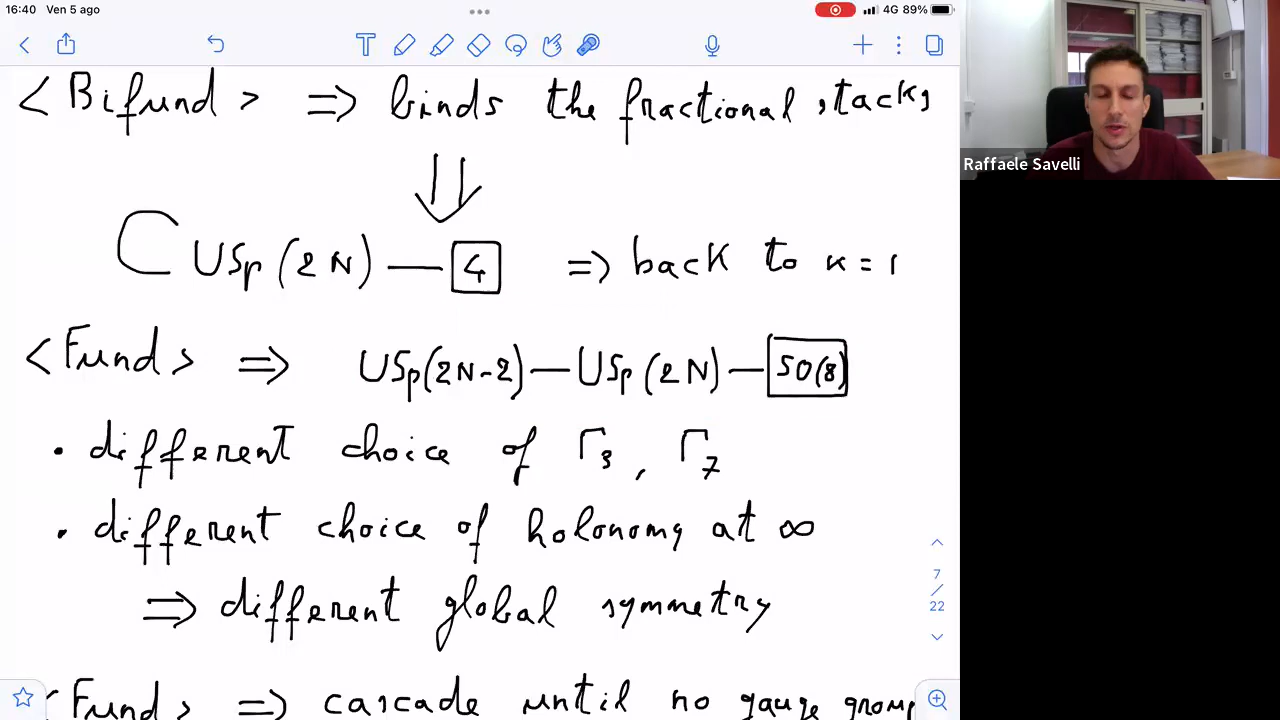 16:40 Ven 5 ago
4G 89%
< Bifund > ⇒ binds the fractional stacks
⇓
USp(2N) — 4 ⇒ back to κ = 1
Raffaele Savelli
< Fund > ⇒ USp(2N-2) — USp(2N) — SO(8)
• different choice of Γ3, Γ7
• different choice of holonomy at ∞
⇒ different global symmetry
7
/
22
< Fund > ⇒ cascade until no gauge group